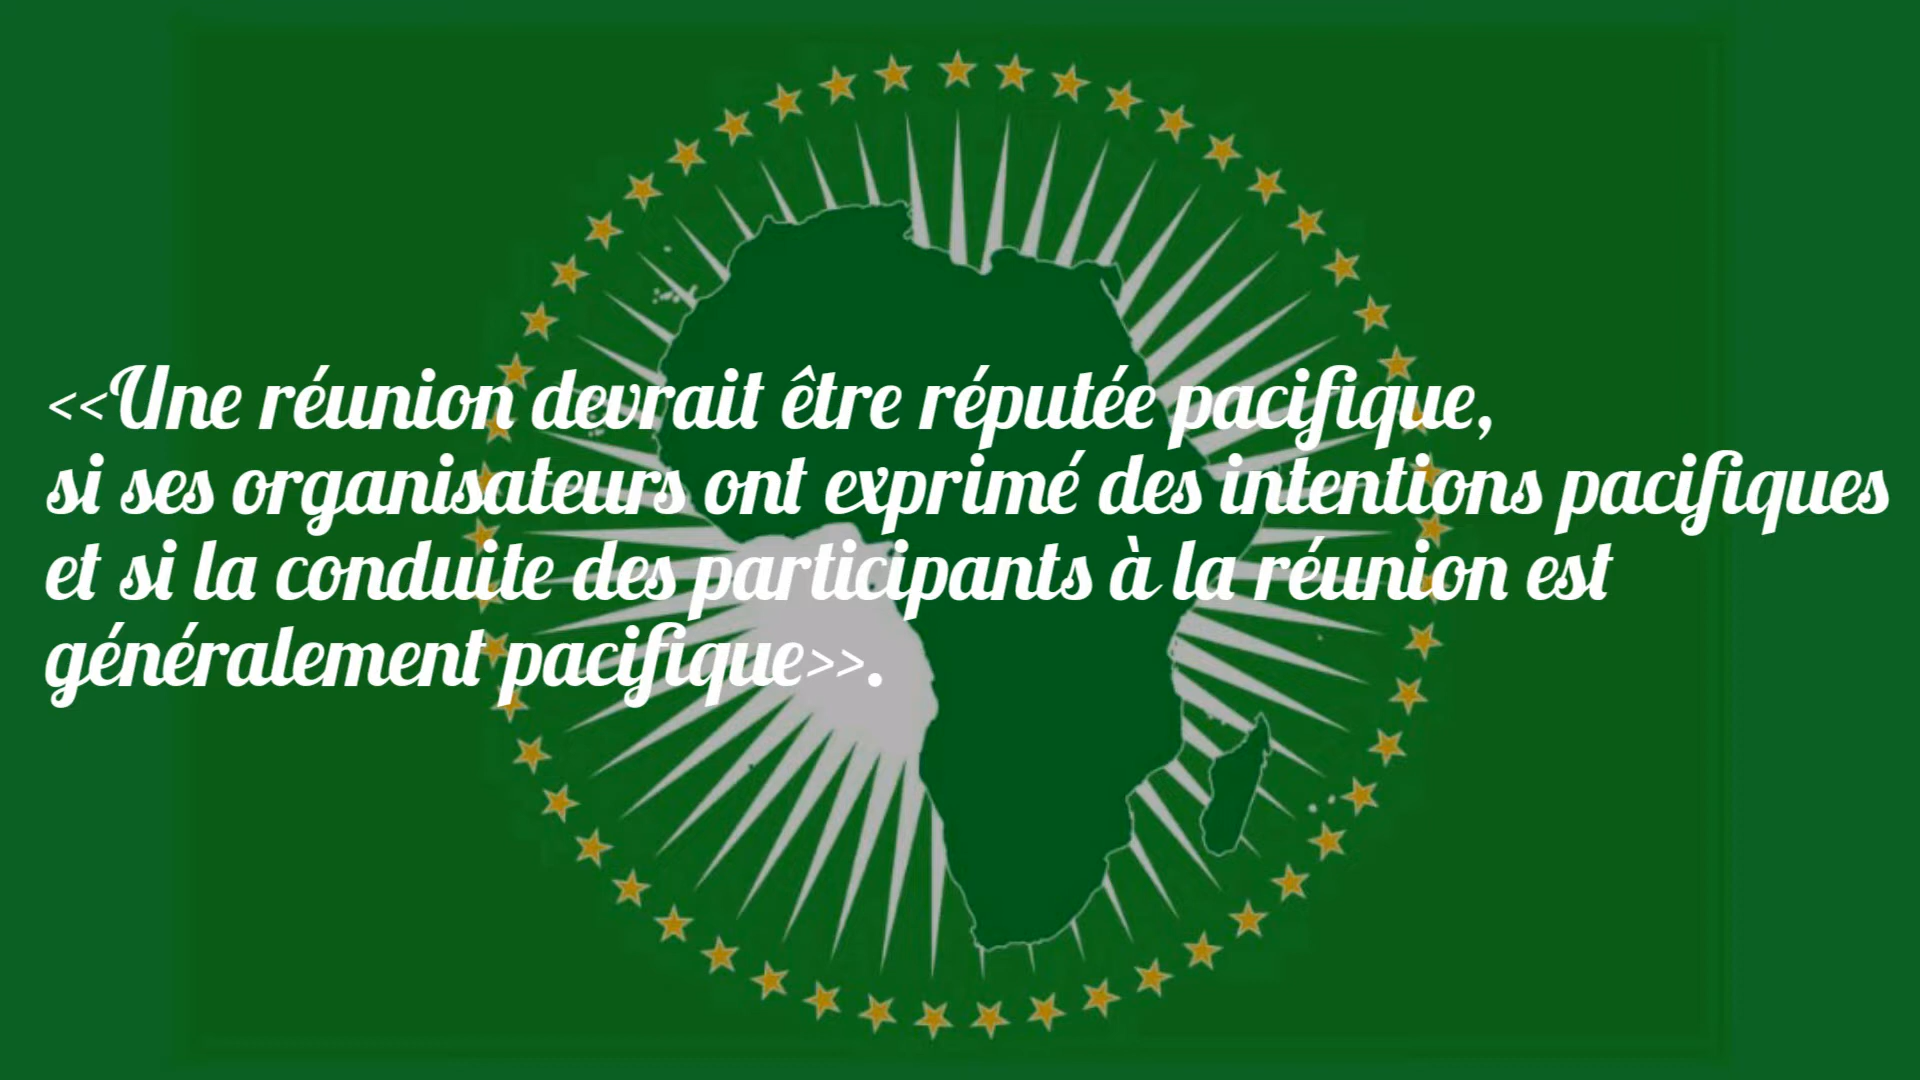 <<Une réunion devrait être réputée pacifique,
si ses organisateurs ont exprimé des intentions pacifiques
et si la conduite des participants à la réunion est
généralement pacifique>>.